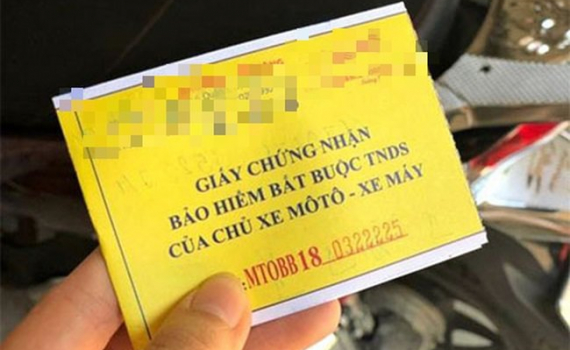 GIẤY CHỨNG NHẬN
BẢO HIỂM BẮT BUỘC TNDS
CỦA CHỦ XE MÔTÔ - XE MÁY
:MTOBB18 0322225